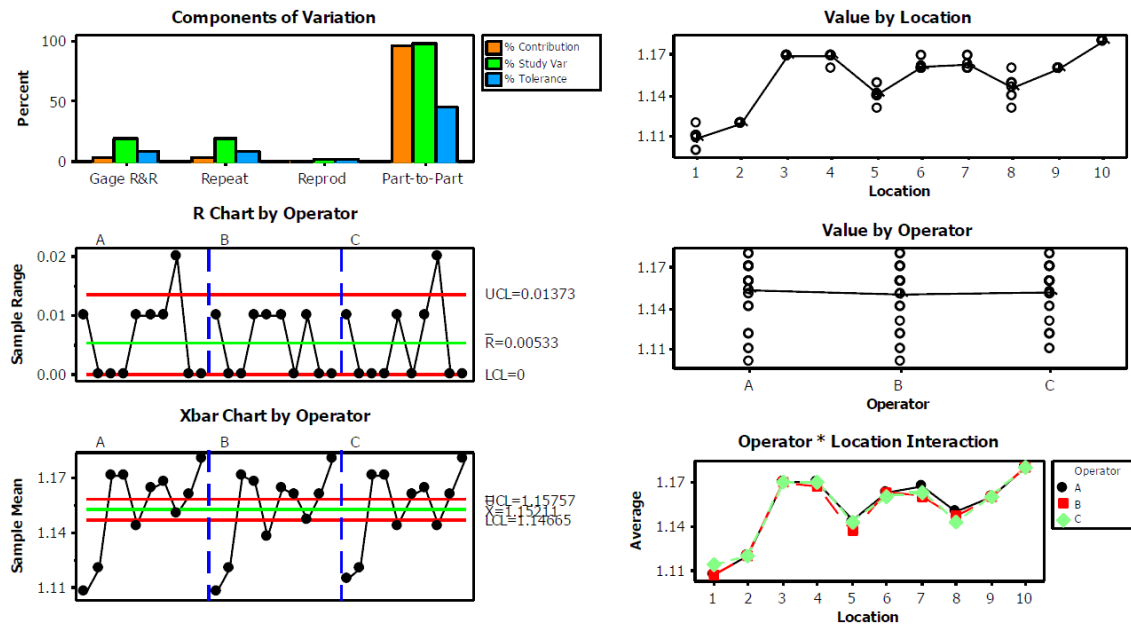 Components of Variation
100
50
0
Percent
Gage R&R Repeat Reprod Part-to-Part
% Contribution
% Study Var
% Tolerance
Value by Location
1.17
1.14
1.11
1 2 3 4 5 6 7 8 9 10
Location
R Chart by Operator
A B C
0.02
0.01
0.00
Sample Range
UCL=0.01373
R=0.00533
LCL=0
Value by Operator
1.17
1.14
1.11
A B C
Operator
Xbar Chart by Operator
A B C
1.17
1.14
1.11
Sample Mean
UCL=1.15757
X=1.15211
LCL=1.14665
Operator * Location Interaction
1.17
1.14
1.11
Average
1 2 3 4 5 6 7 8 9 10
Location
Operator
A
B
C